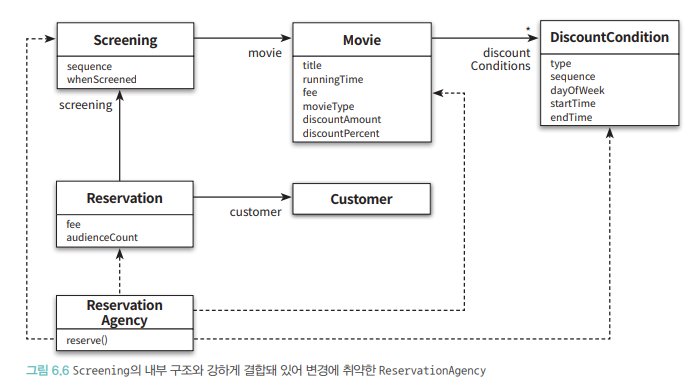 Screening
sequence
whenScreened
movie
Movie
title
runningTime
fee
movieType
discountAmount
discountPercent
*
discount
Conditions
DiscountCondition
type
sequence
dayOfWeek
startTime
endTime
screening
Reservation
fee
audienceCount
customer
Customer
Reservation
Agency
reserve()
그림 6.6 Screening의 내부 구조와 강하게 결합돼 있어 변경에 취약한 ReservationAgency